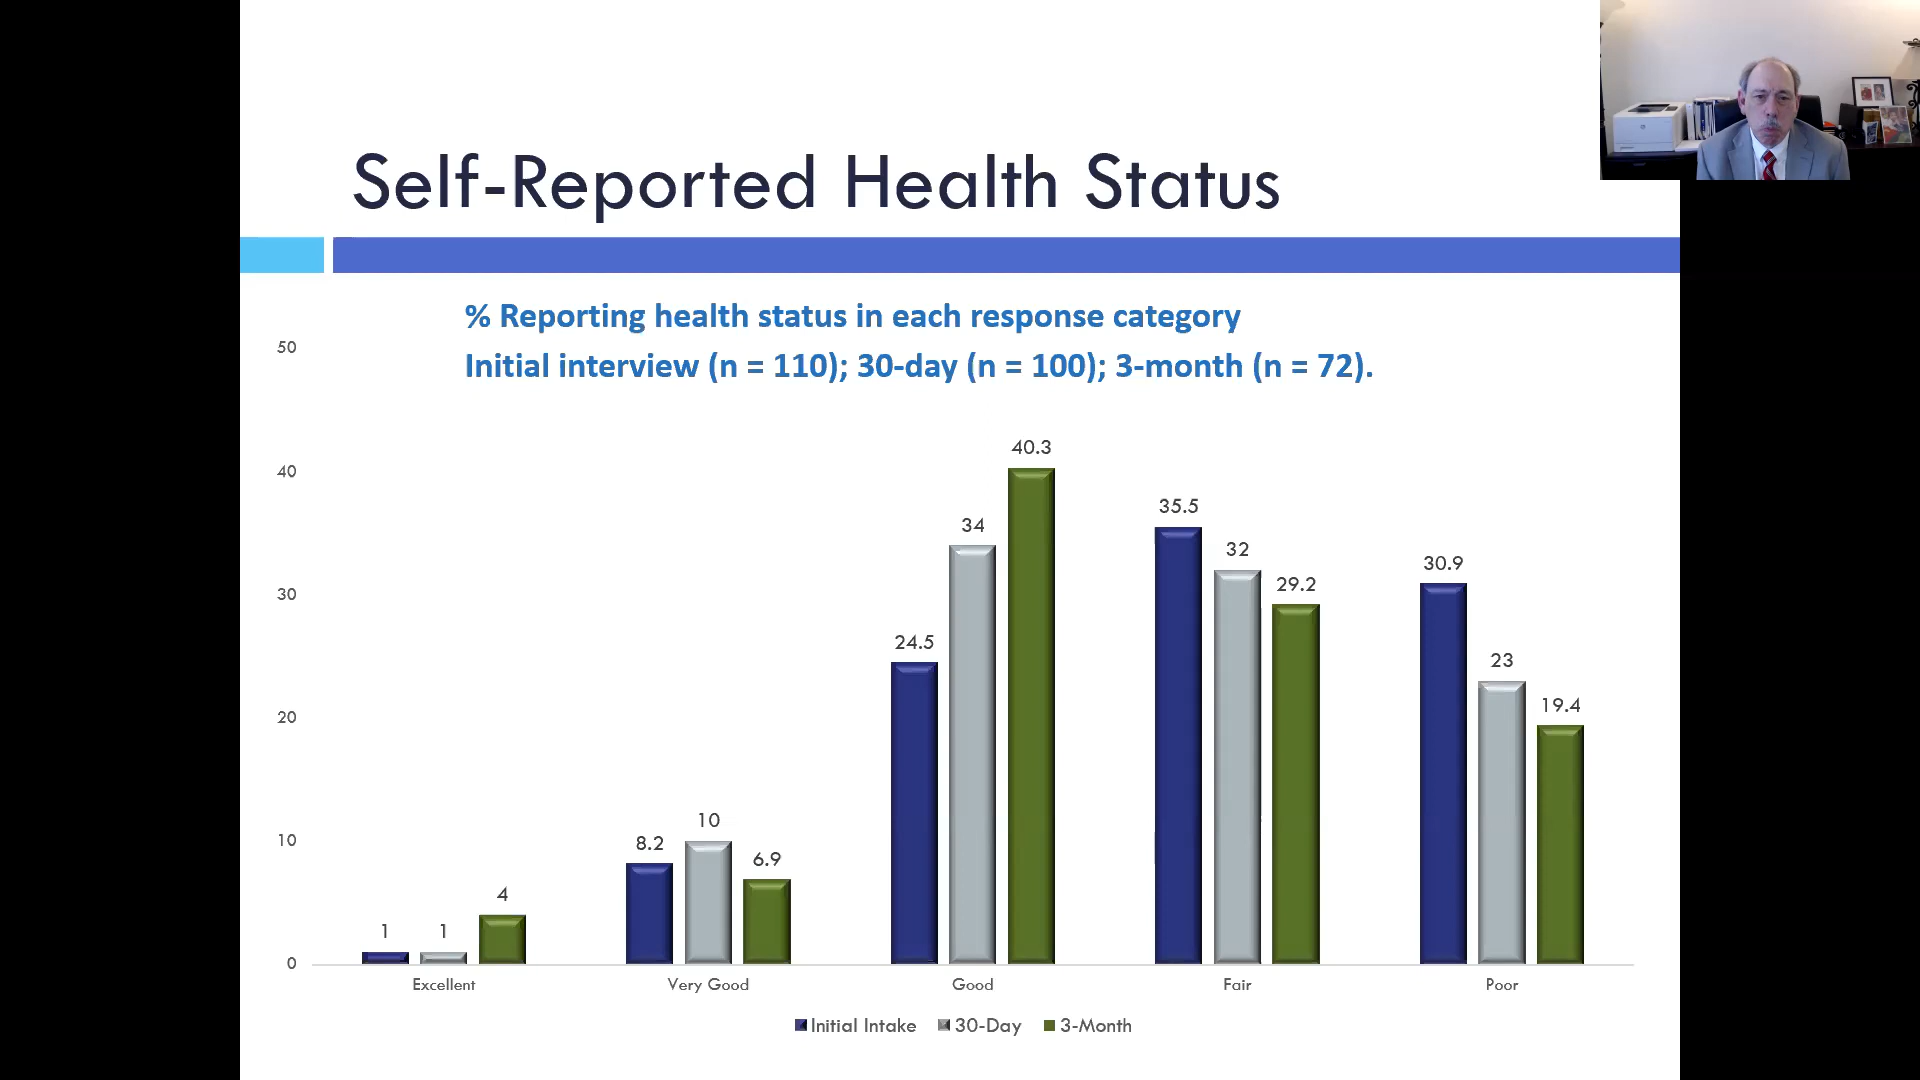 Self-Reported Health Status
% Reporting health status in each response category
Initial interview (n = 110); 30-day (n = 100); 3-month (n = 72).
50
40
30
20
10
0
1
1
4
8.2
10
6.9
24.5
34
40.3
35.5
32
29.2
30.9
23
19.4
Excellent
Very Good
Good
Fair
Poor
Initial Intake
30-Day
3-Month